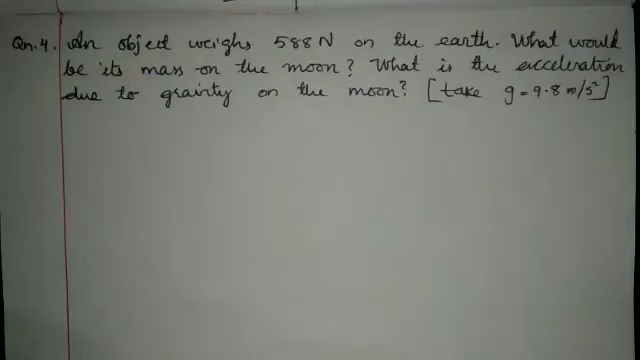 Qn.4. An object weighs 588N on the earth. What would
be its mass on the moon? What is the acceleration
due to gravity on the moon? [take g = 9.8 m/s²]